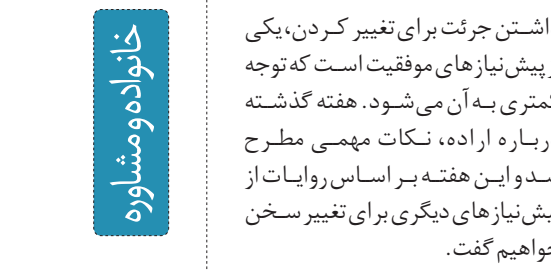 خانواده و مشاوره
اشتن جرئت برای تغییر کردن، یکی
پیش‌نیازهای موفقیت است که توجه
کمتری به آن می‌شود. هفته گذشته
رباره اراده، نکات مهمی مطرح
د و این هفته بر اساس روایات از
یش‌نیازهای دیگری برای تغییر سخن
خواهیم گفت.